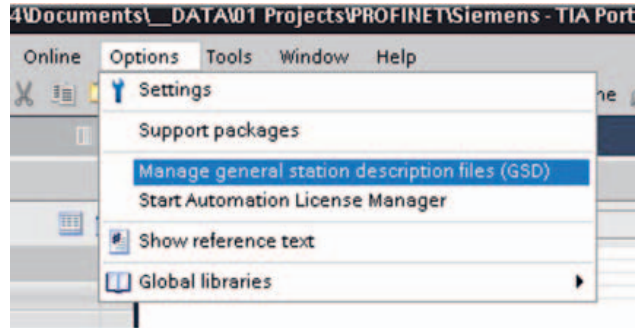 4\Documents\__DATA\01 Projects\PROFINET\Siemens - TIA Port
Online Options Tools Window Help
Settings
Support packages
Manage general station description files (GSD)
Start Automation License Manager
Show reference text
Global libraries